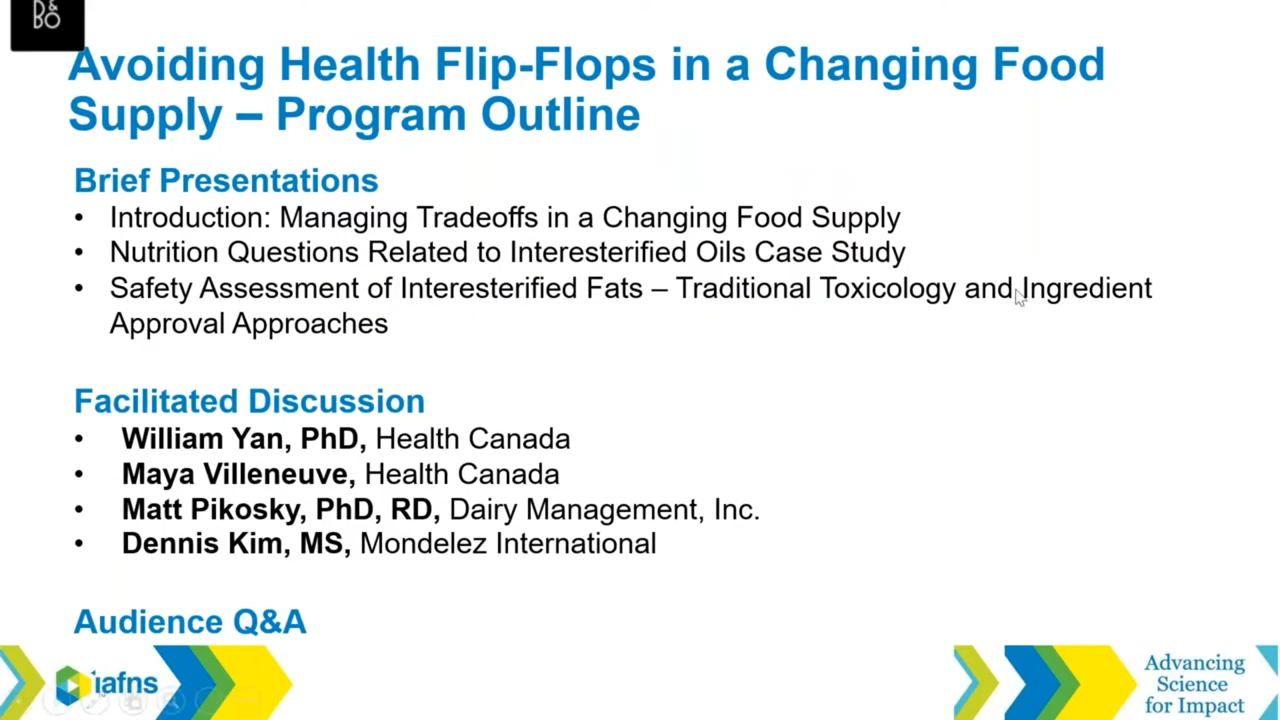 D&
BO
Avoiding Health Flip-Flops in a Changing Food
Supply – Program Outline
Brief Presentations
• Introduction: Managing Tradeoffs in a Changing Food Supply
• Nutrition Questions Related to Interesterified Oils Case Study
• Safety Assessment of Interesterified Fats – Traditional Toxicology and Ingredient
Approval Approaches
Facilitated Discussion
• William Yan, PhD, Health Canada
• Maya Villeneuve, Health Canada
• Matt Pikosky, PhD, RD, Dairy Management, Inc.
• Dennis Kim, MS, Mondelez International
Audience Q&A
iafns
Advancing
Science
for Impact